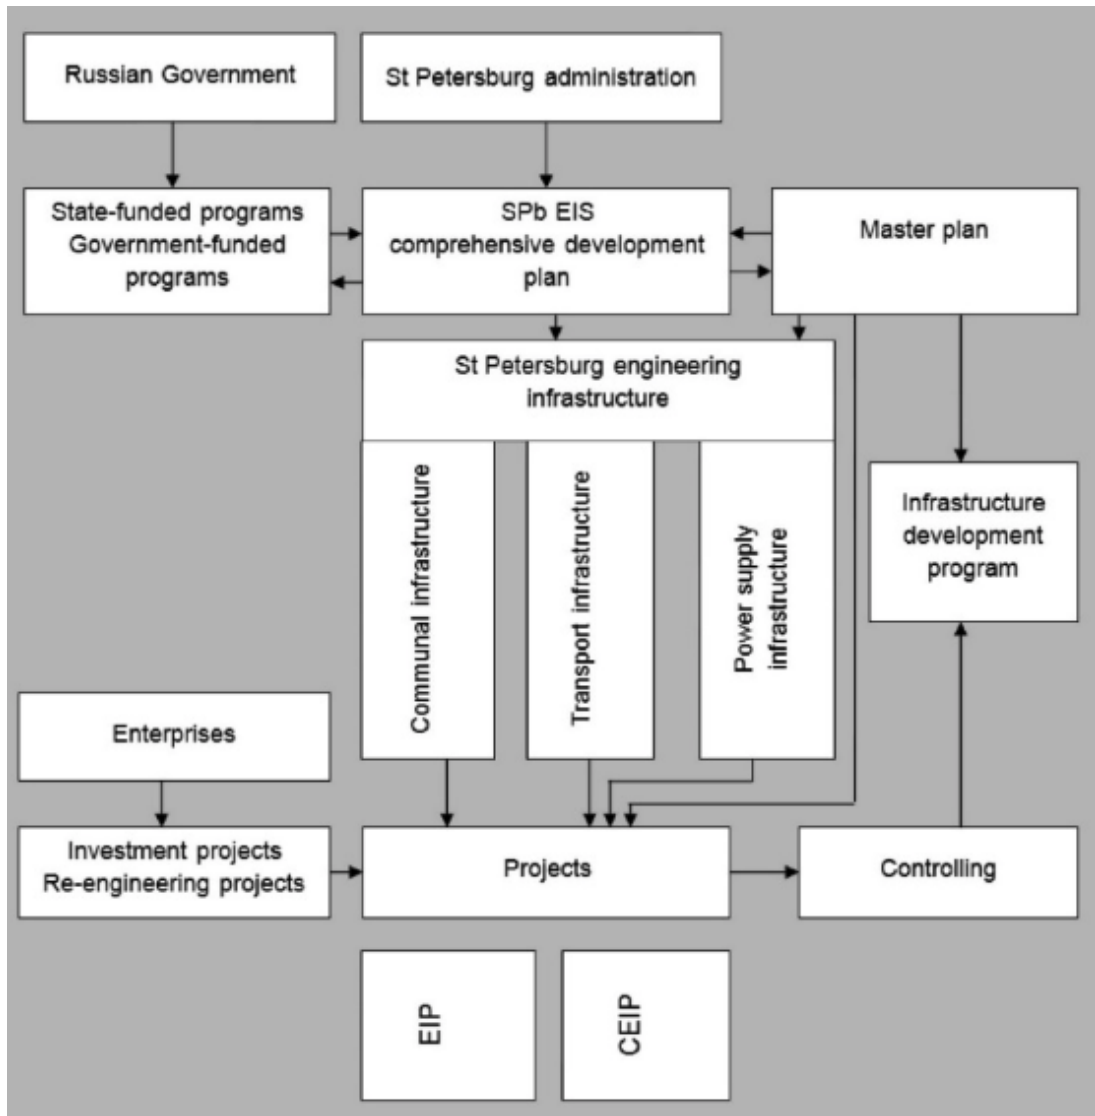 Russian Government
St Petersburg administration
State-funded programs
Government-funded
programs
SPb EIS
comprehensive development
plan
Master plan
St Petersburg engineering
infrastructure
Communal infrastructure
Transport infrastructure
Power supply
infrastructure
Infrastructure
development
program
Enterprises
Investment projects
Re-engineering projects
Projects
Controlling
EIP
CEIP